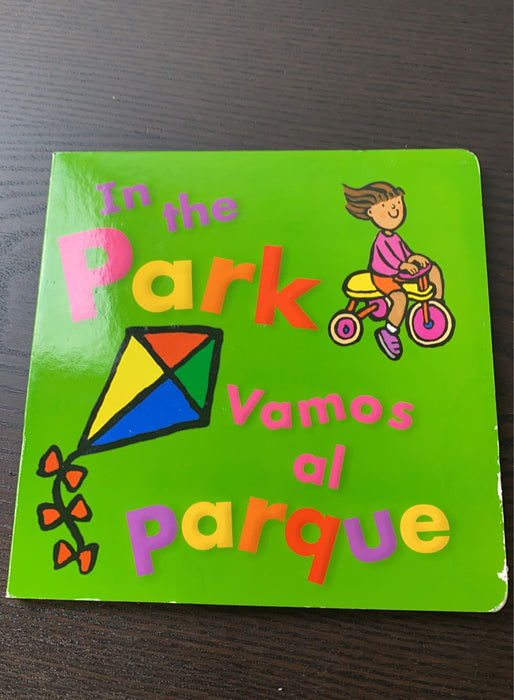 In the
Park
Vamos
al
parque